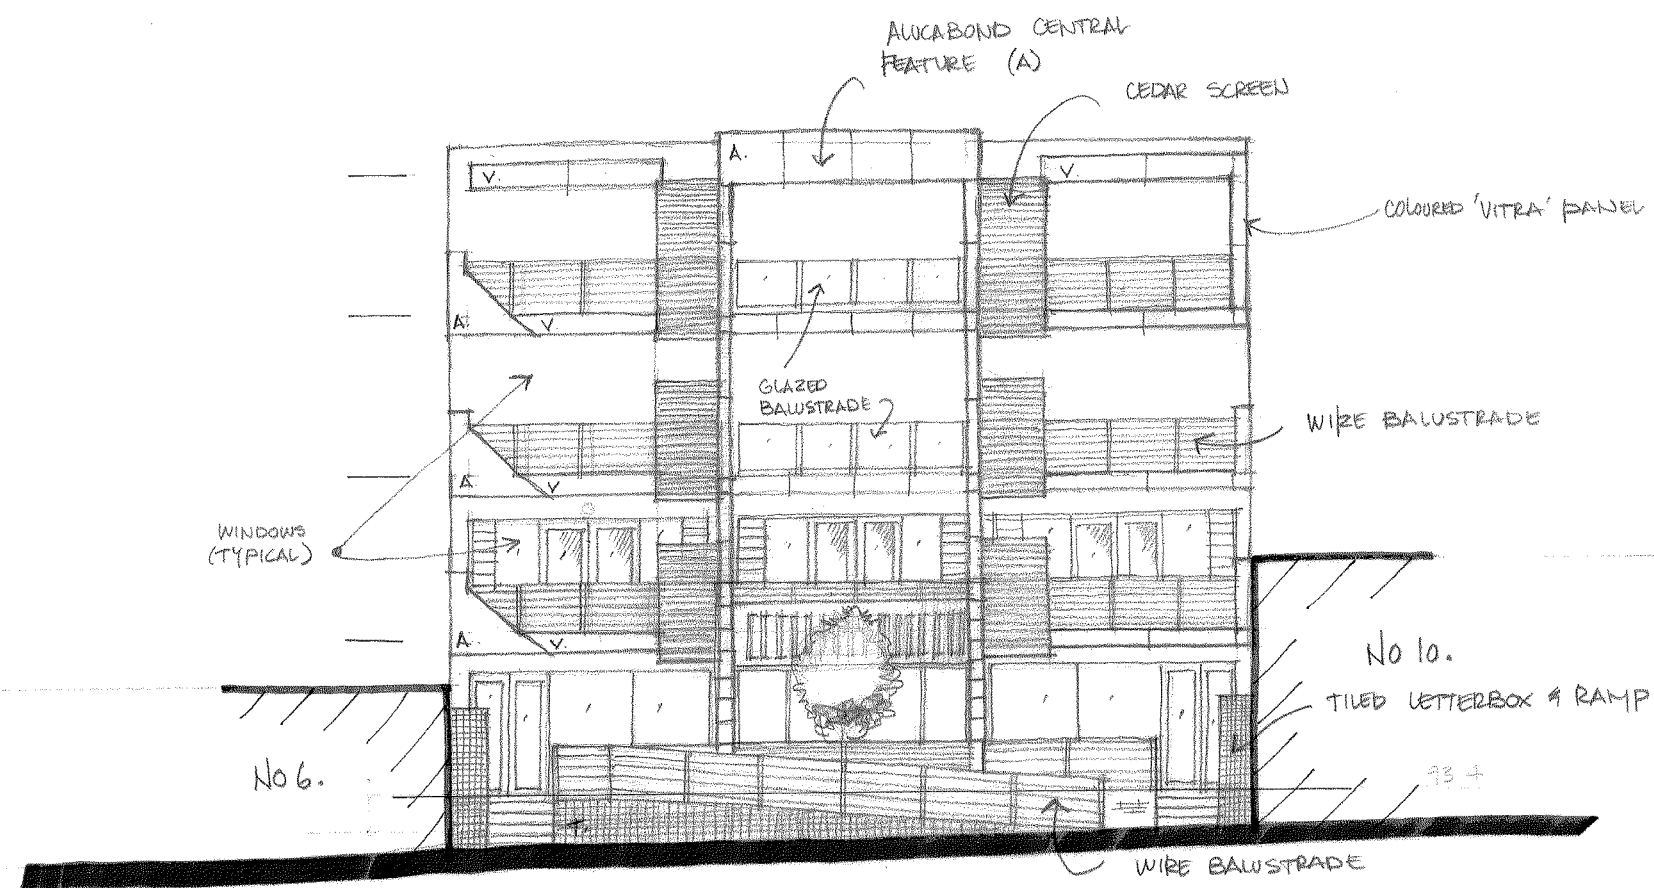 ALUCABOND CENTRAL
FEATURE (A)
CEDAR SCREEN
A.
V.
V.
COLOURED 'VITRA' PANEL
A.
V
GLAZED
BALUSTRADE
WIRE BALUSTRADE
A
V
WINDOWS
(TYPICAL)
A.
V.
NO 10.
TILED LETTERBOX & RAMP
NO 6.
T.
WIRE BALUSTRADE